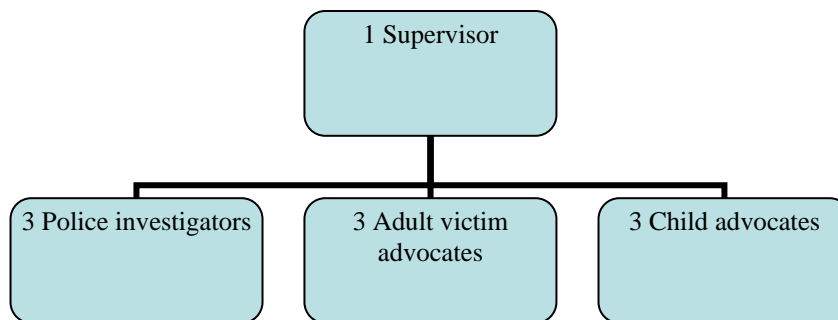 1 Supervisor
3 Police investigators
3 Adult victim
advocates
3 Child advocates